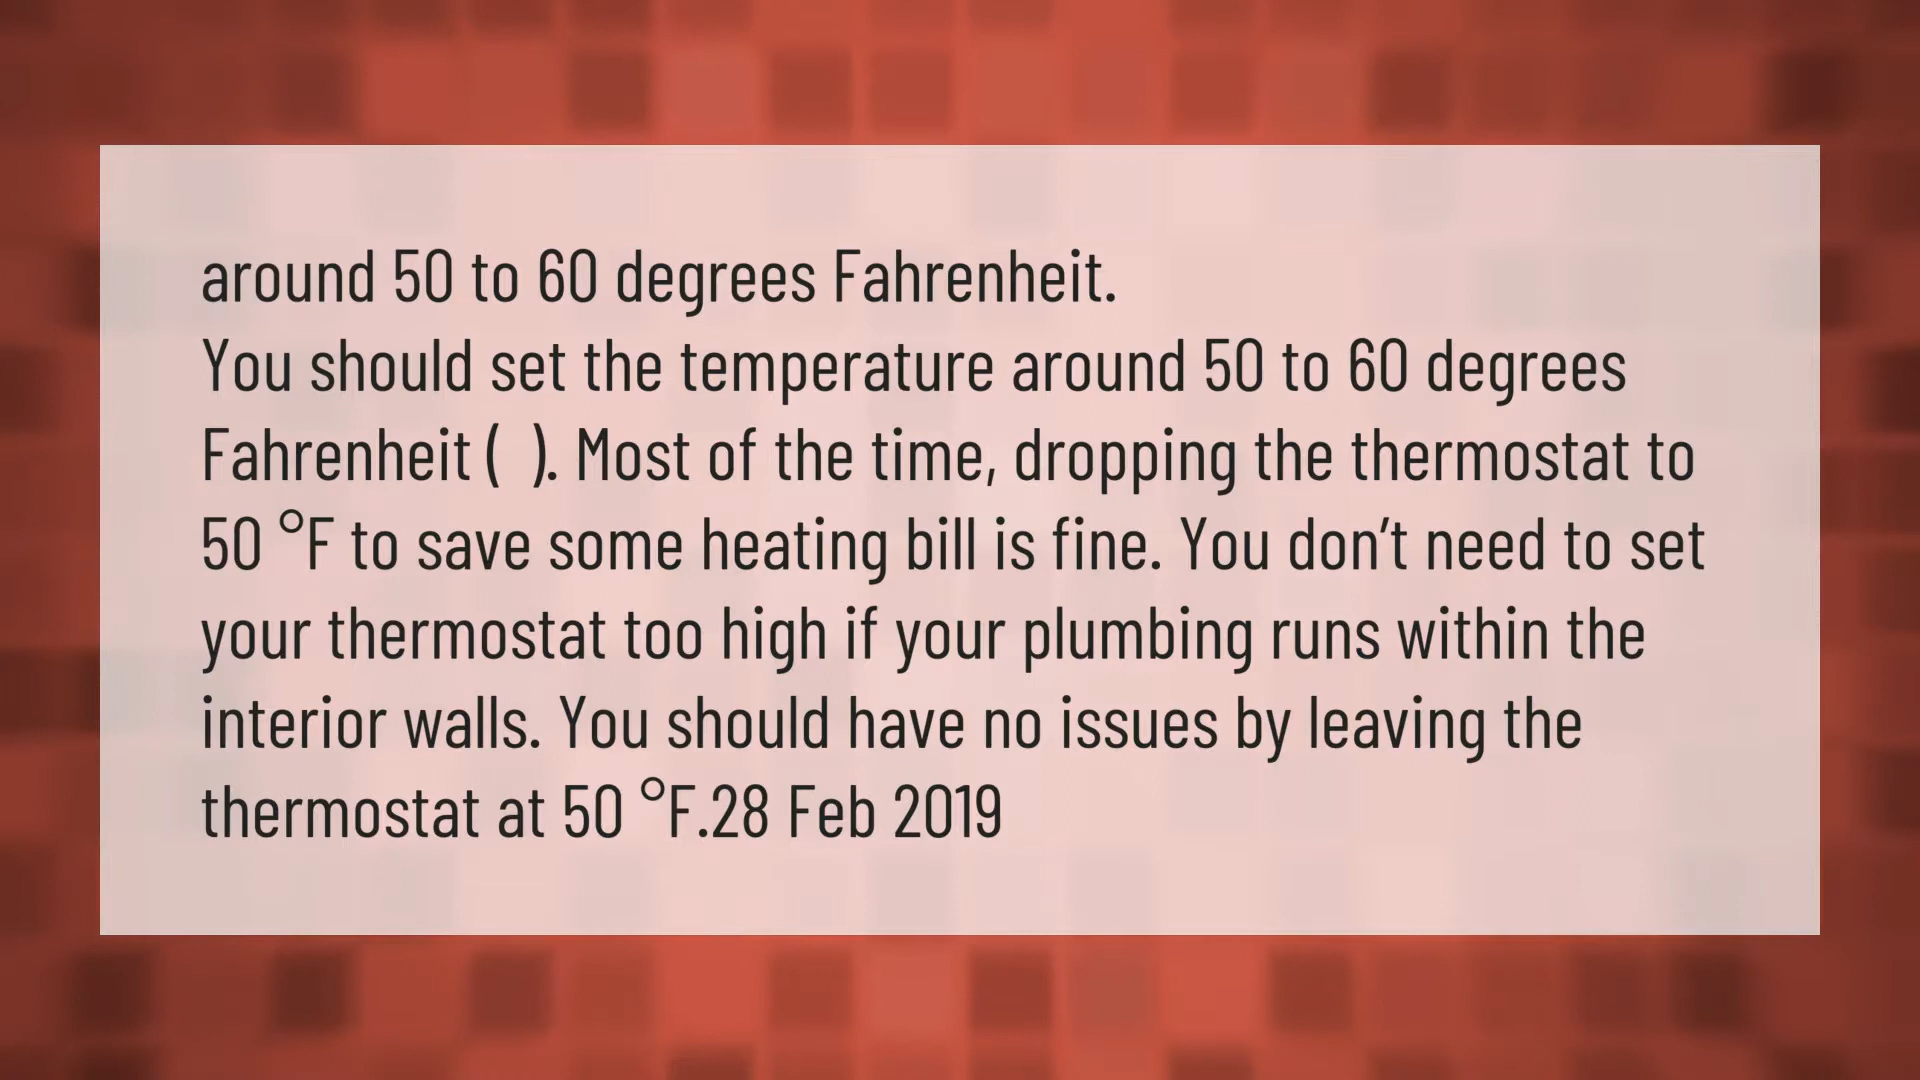 around 50 to 60 degrees Fahrenheit.
You should set the temperature around 50 to 60 degrees
Fahrenheit ( ). Most of the time, dropping the thermostat to
50 °F to save some heating bill is fine. You don’t need to set
your thermostat too high if your plumbing runs within the
interior walls. You should have no issues by leaving the
thermostat at 50 °F.28 Feb 2019